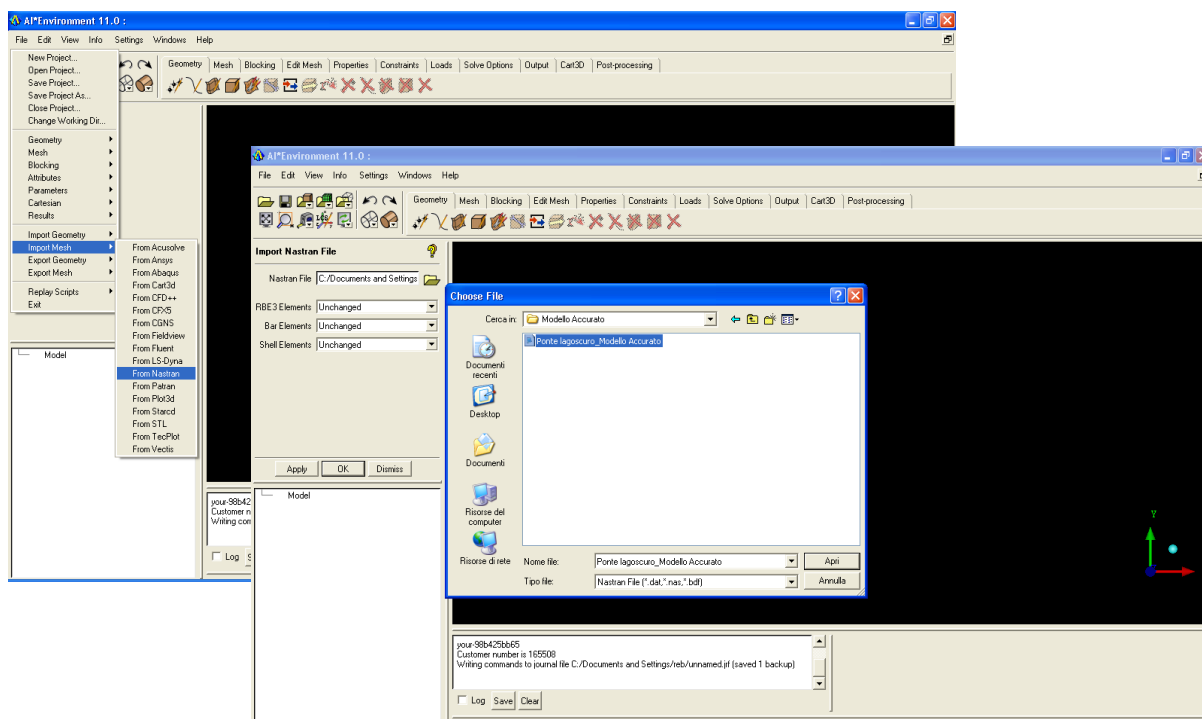 AI*Environment 11.0 :
File Edit View Info Settings Windows Help
New Project...
Open Project...
Save Project...
Save Project As...
Close Project...
Change Working Dir...
Geometry
Mesh
Blocking
Attributes
Parameters
Cartesian
Results
Import Geometry
Import Mesh
Export Geometry
Export Mesh
Replay Scripts
Exit
Geometry Mesh Blocking Edit Mesh Properties Constraints Loads Solve Options Output Cart3D Post-processing
From Acusolve
From Ansys
From Abaqus
From Cart3d
From CFD++
From CFX5
From CGNS
From Fieldview
From Fluent
From LS-Dyna
From Nastran
From Patran
From Plot3d
From Starcd
From STL
From TecPlot
From Vectis
Model
your-98b42
Customer n
Writing com
Log
AI*Environment 11.0 :
File Edit View Info Settings Windows Help
Geometry Mesh Blocking Edit Mesh Properties Constraints Loads Solve Options Output Cart3D Post-processing
Import Nastran File
Nastran File C:/Documents and Settings
RBE3 Elements Unchanged
Bar Elements Unchanged
Shell Elements Unchanged
Apply OK Dismiss
Model
Choose File
Cerca in: Modello Accurato
Ponte lagoscuro_Modello Accurato
Documenti
recenti
Desktop
Documenti
Risorse del
computer
Risorse di rete
Nome file: Ponte lagoscuro_Modello Accurato Apri
Tipo file: Nastran File (*.dat,*.nas,*.bdf) Annulla
Y
your-98b425bb65
Customer number is 165508
Writing commands to journal file C:/Documents and Settings/reb/unnamed.jrf (saved 1 backup)
Log Save Clear